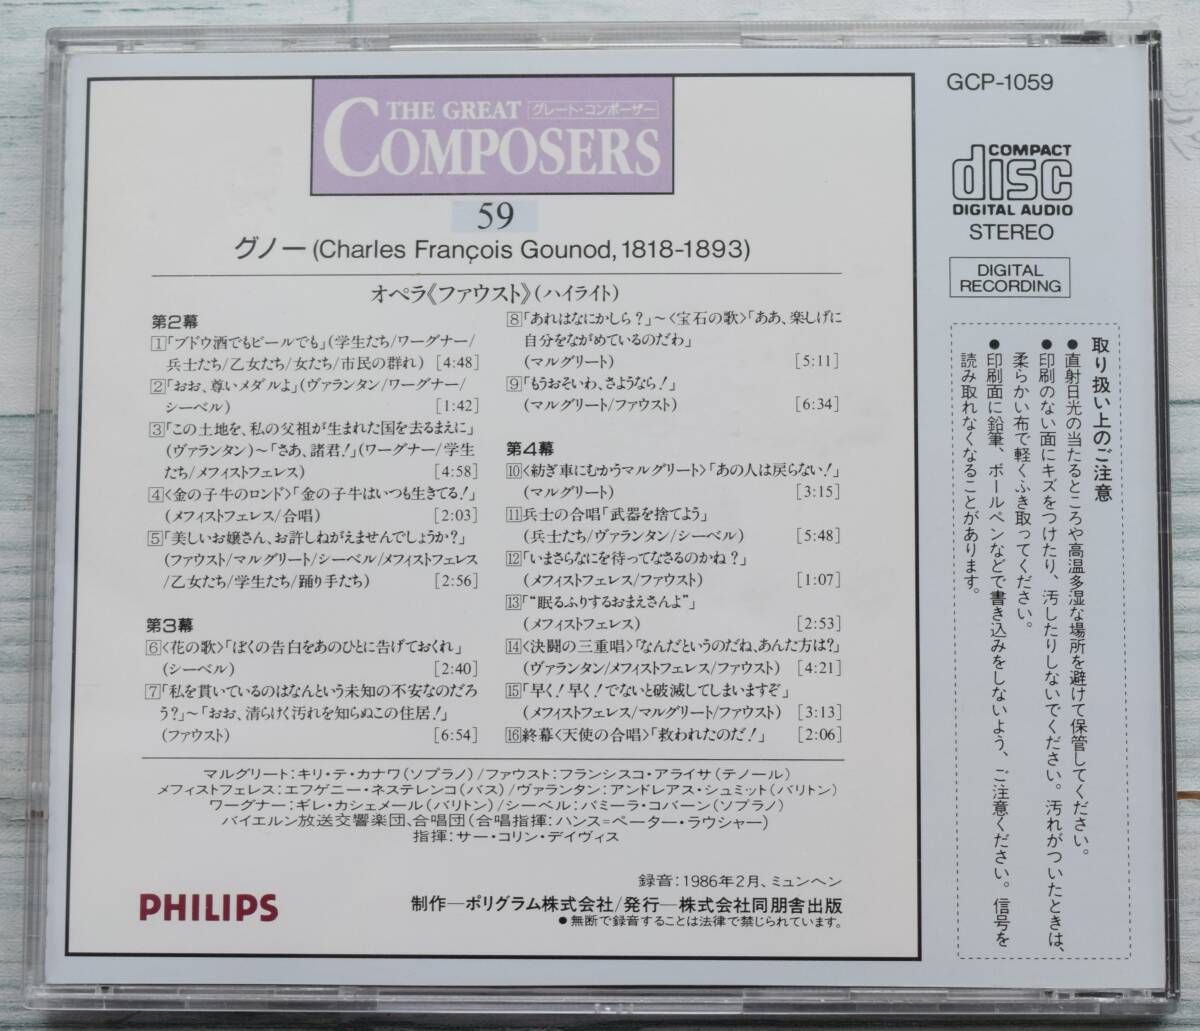 THE GREAT グレート・コンポーザー
COMPOSERS
59
グノー (Charles François Gounod, 1818-1893)
オペラ《ファウスト》(ハイライト)
第2幕
1「ブドウ酒でもビールでも」(学生たち/ワーグナー/
兵士たち/乙女たち/女たち/市民の群れ) [4:48]
2「おお、尊いメダルよ」(ヴァランタン/ワーグナー/
シーベル) [1:42]
3「この土地を、私の父祖が生まれた国を去るまえに」
(ヴァランタン)〜「さあ、諸君!」(ワーグナー/学生
たち/メフィストフェレス) [4:58]
4〈金の子牛のロンド〉「金の子牛はいつも生きてる!」
(メフィストフェレス/合唱) [2:03]
5「美しいお嬢さん、お許しねがえませんでしょうか?」
(ファウスト/マルグリート/シーベル/メフィストフェレス
/乙女たち/学生たち/踊り手たち) [2:56]
第3幕
6〈花の歌〉「ぼくの告白をあのひとに告げておくれ」
(シーベル) [2:40]
7「私を貫いているのはなんという未知の不安なのだろ
う?」〜「おお、清らけく汚れを知らぬこの住居!」
(ファウスト) [6:54]
8「あれはなにかしら?」〜〈宝石の歌〉「ああ、楽しげに
自分をながめているのだわ」
(マルグリート) [5:11]
9「もうおそいわ、さようなら!」
(マルグリート/ファウスト) [6:34]
第4幕
10〈紡ぎ車にむかうマルグリート〉「あの人は戻らない!」
(マルグリート) [3:15]
11兵士の合唱「武器を捨てよう」
(兵士たち/ヴァランタン/シーベル) [5:48]
12「いまさらなにを待ってなさるのかね?」
(メフィストフェレス/ファウスト) [1:07]
13「“眠るふりするおまえさんよ”」
(メフィストフェレス) [2:53]
14〈決闘の三重唱〉「なんだというのだね、あんた方は?」
(ヴァランタン/メフィストフェレス/ファウスト) [4:21]
15「早く!早く!でないと破滅してしまいますぞ」
(メフィストフェレス/マルグリート/ファウスト) [3:13]
16終幕〈天使の合唱〉「救われたのだ!」 [2:06]
マルグリート:キリ・テ・カナワ(ソプラノ)/ファウスト:フランシスコ・アライサ(テノール)
メフィストフェレス:エフゲニー・ネステレンコ(バス)/ヴァランタン:アンドレアス・シュミット(バリトン)
ワーグナー:ギレ・カシェメール(バリトン)/シーベル:パミーラ・コバーン(ソプラノ)
バイエルン放送交響楽団、合唱団(合唱指揮:ハンス=ペーター・ラウシャー)
指揮:サー・コリン・デイヴィス
録音:1986年2月、ミュンヘン
PHILIPS
制作—ポリグラム株式会社/発行—株式会社同朋舎出版
●無断で録音することは法律で禁じられています。
GCP-1059
COMPACT
disc
DIGITAL AUDIO
STEREO
DIGITAL
RECORDING
取り扱い上のご注意
●直射日光の当たるところや高温多湿な場所を避けて保管してください。
●印刷のない面にキズをつけたり、汚したりしないでください。汚れがついたときは、
柔らかい布で軽くふき取ってください。
●印刷面に鉛筆、ボールペンなどで書き込みをしないよう、ご注意ください。信号を
読み取れなくなることがあります。